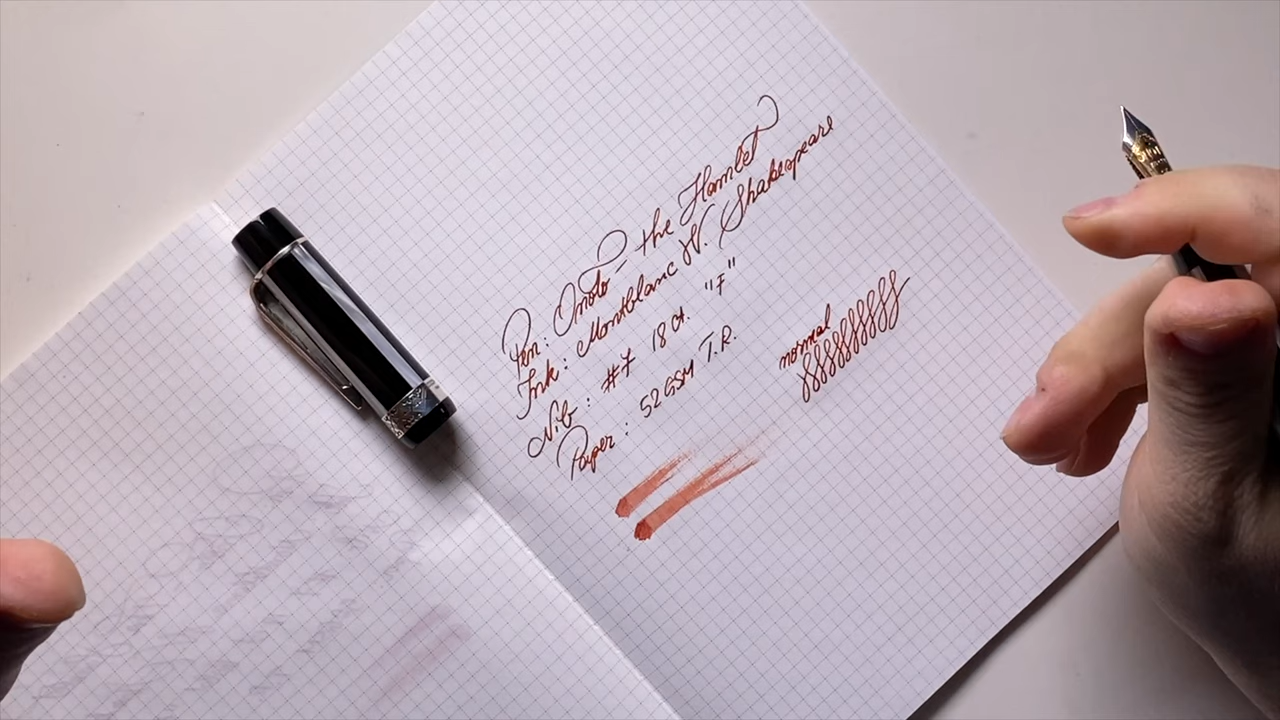 Pen: Onoto - the Hamlet
Ink: Montblanc W. Shakespeare
Nib: #7 18 ct. "F"
Paper: 52 GSM T.R.
normal